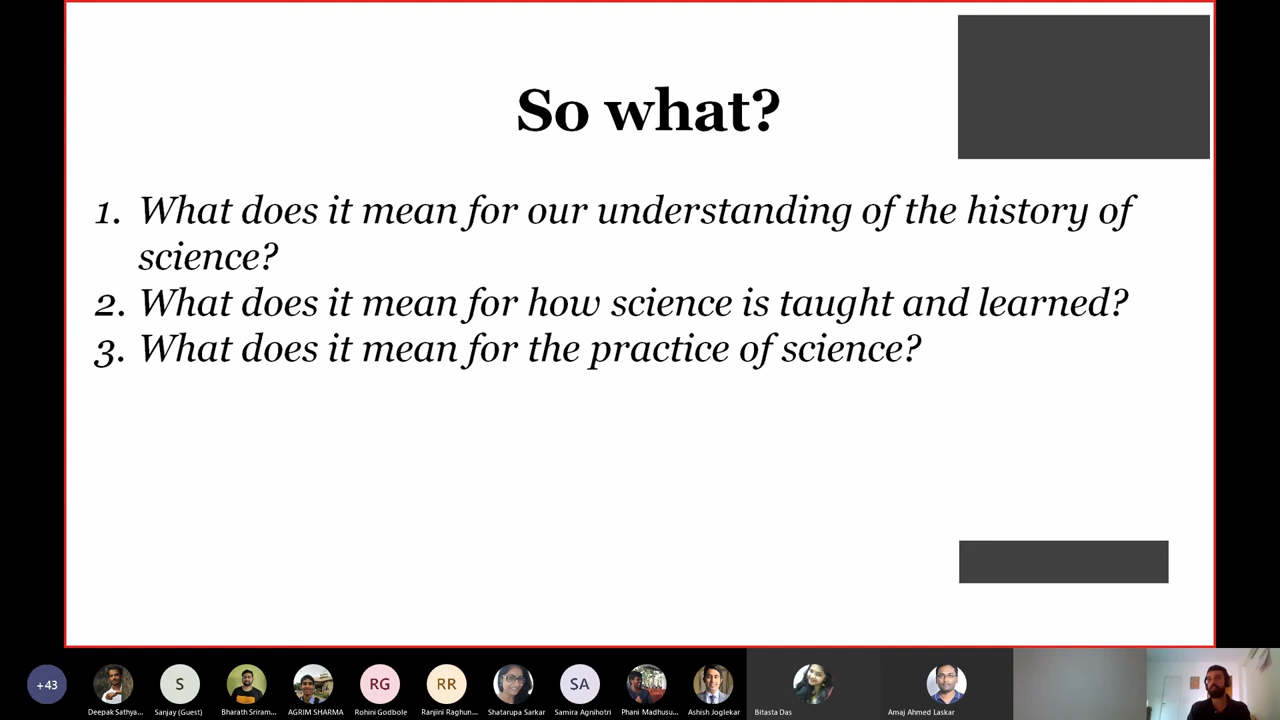 So what?
1. What does it mean for our understanding of the history of
science?
2. What does it mean for how science is taught and learned?
3. What does it mean for the practice of science?
+43
S
RG
RR
SA
Deepak Sathya...
Sanjay (Guest)
Bharath Sriram...
AGRIM SHARMA
Rohini Godbole
Ranjini Raghun...
Shatarupa Sarkar
Samira Agnihotri
Phani Madhusu...
Ashish Joglekar
Bitasta Das
Amaj Ahmed Laskar